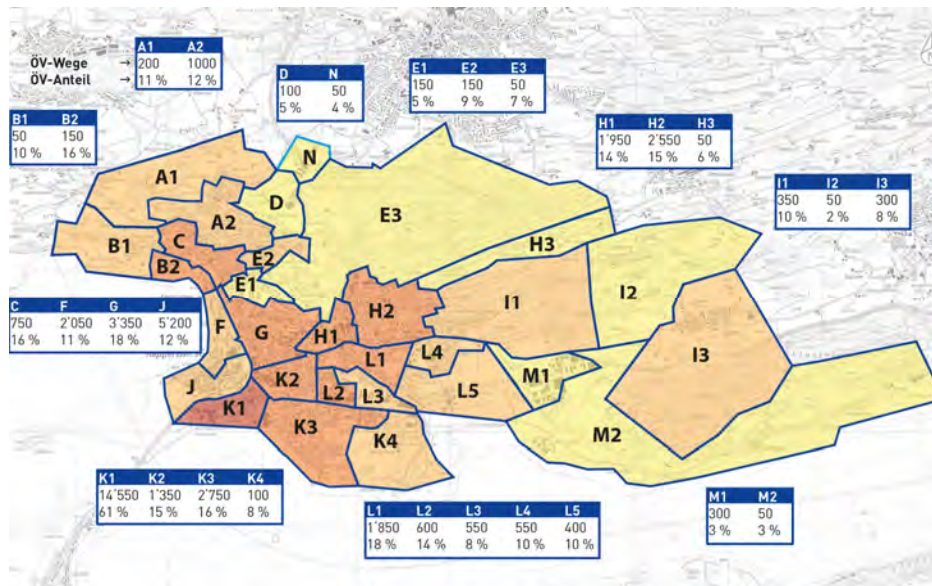 A1 A2
ÖV-Wege → 200 1000
ÖV-Anteil → 11 % 12 %
D N
100 50
5 % 4 %
E1 E2 E3
150 150 50
5 % 9 % 7 %
B1 B2
50 150
10 % 16 %
H1 H2 H3
1'950 2'550 50
14 % 15 % 6 %
I1 I2 I3
350 50 300
10 % 2 % 8 %
N
A1
D
A2
E3
C
B1
H3
E2
B2
E1
I2
I1
H2
F
G
H1
C F G J
750 2'050 3'350 5'200
16 % 11 % 18 % 12 %
L4
L1
I3
J
K2
M1
L2
L3
L5
K1
K3
K4
M2
K1 K2 K3 K4
14'550 1'350 2'750 100
61 % 15 % 16 % 8 %
L1 L2 L3 L4 L5
1'850 600 550 550 400
18 % 14 % 8 % 10 % 10 %
M1 M2
300 50
3 % 3 %